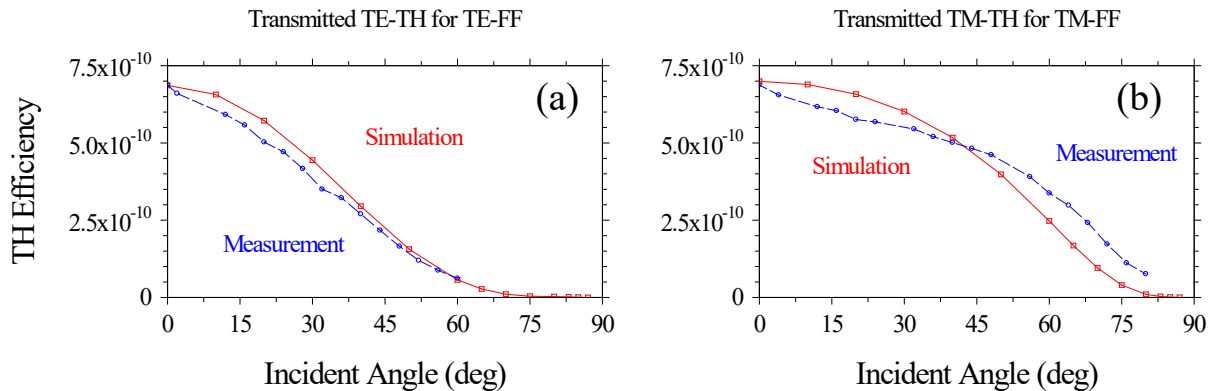 Transmitted TE-TH for TE-FF
Transmitted TM-TH for TM-FF
TH Efficiency
7.5x10-10
5.0x10-10
2.5x10-10
0
(a)
Simulation
Measurement
0 15 30 45 60 75 90
Incident Angle (deg)
7.5x10-10
5.0x10-10
2.5x10-10
0
(b)
Simulation
Measurement
0 15 30 45 60 75 90
Incident Angle (deg)